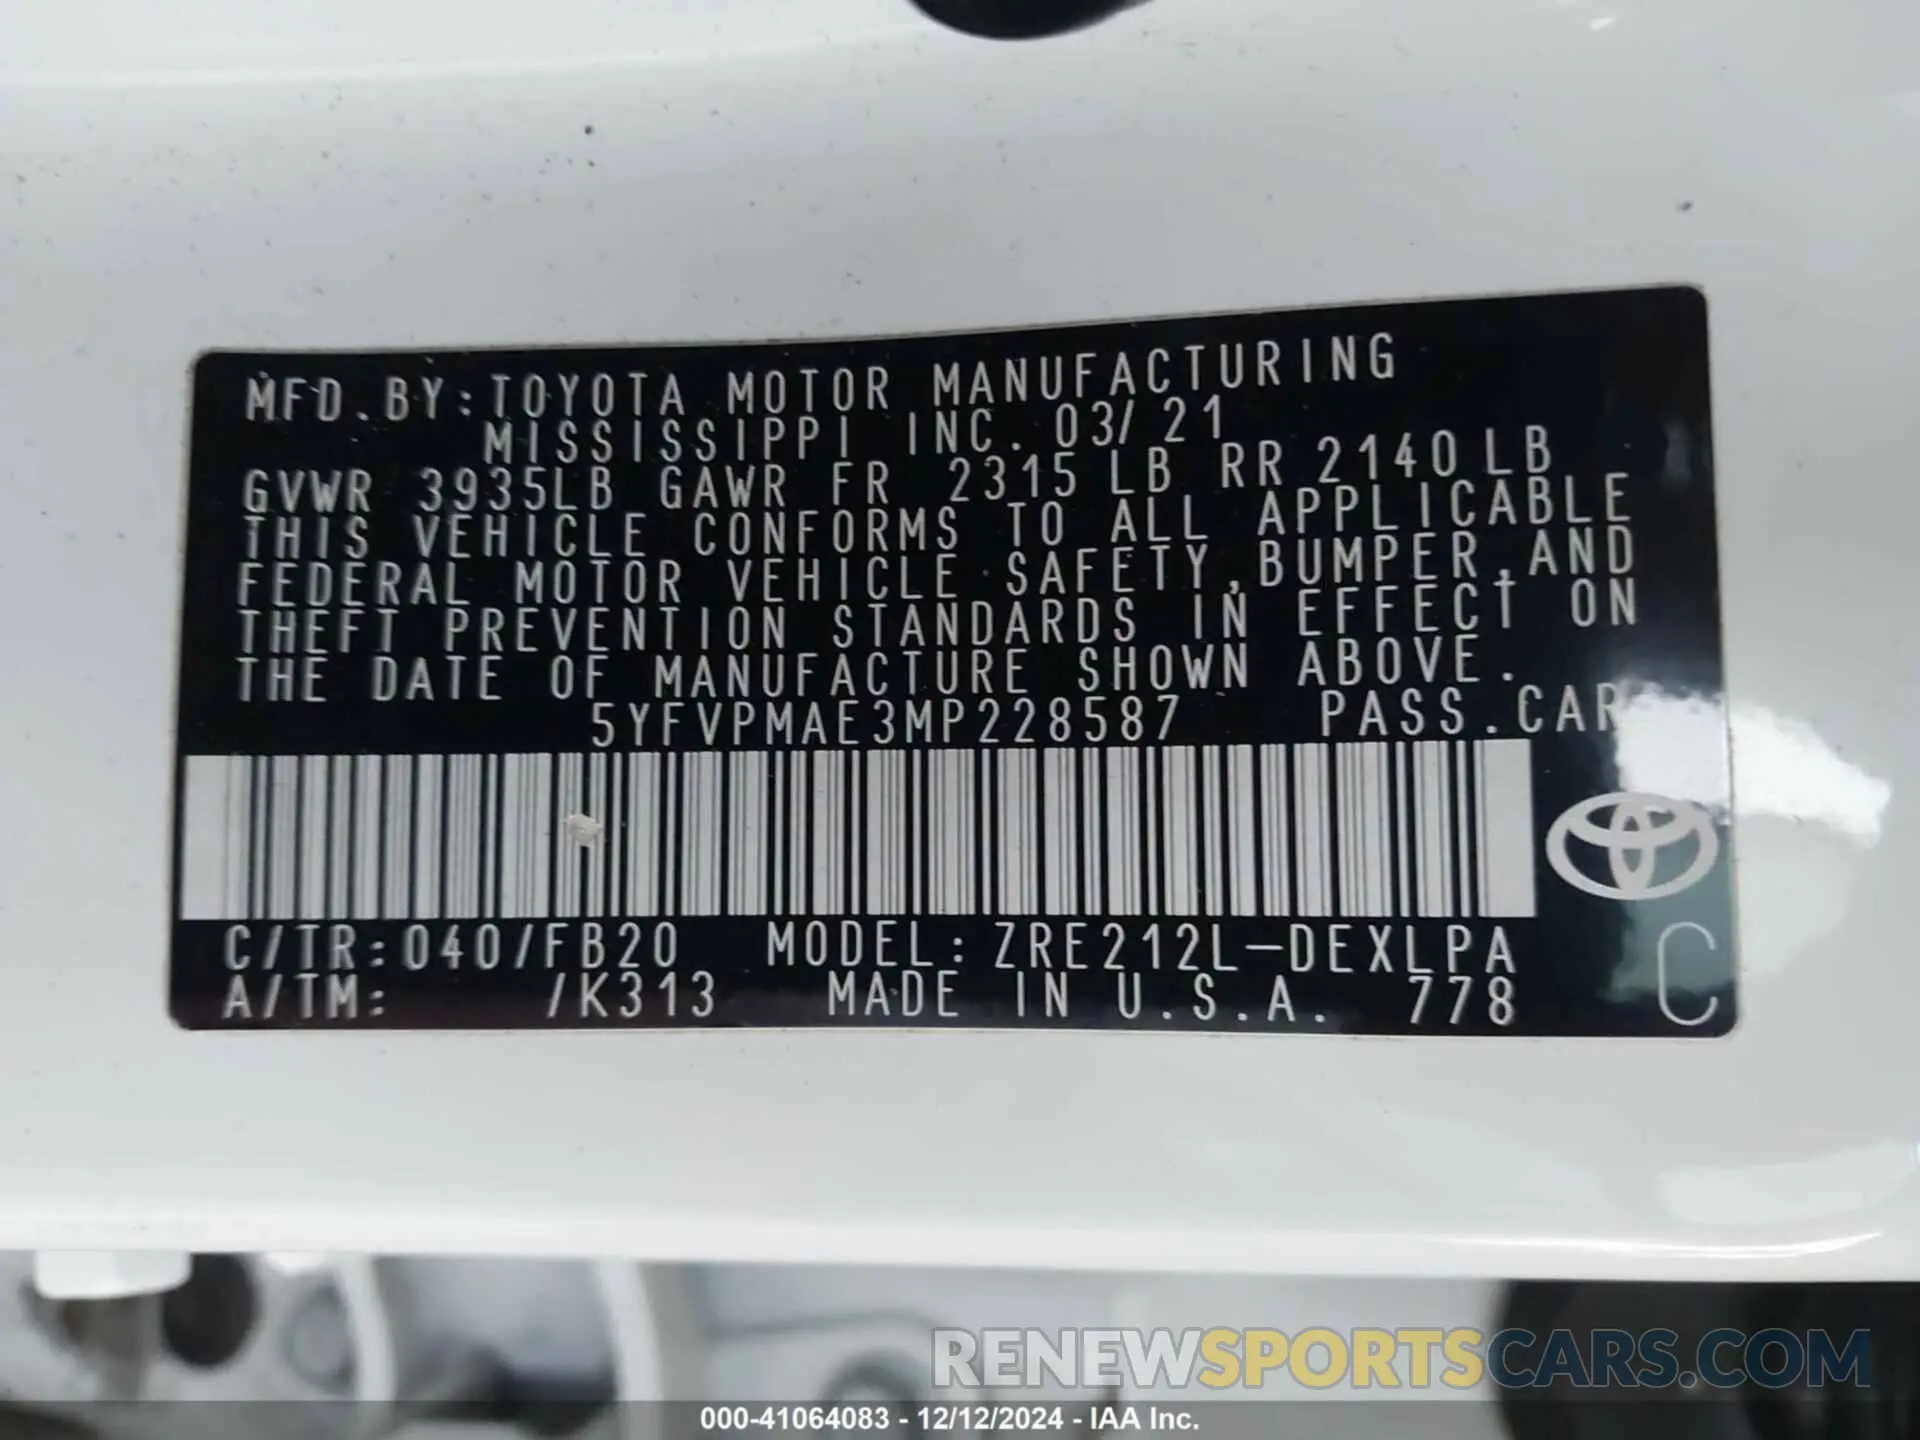 MFD.BY:TOYOTA MOTOR MANUFACTURING
MISSISSIPPI INC. 03/21
GVWR 3935LB GAWR FR 2315LB RR 2140LB
THIS VEHICLE CONFORMS TO ALL APPLICABLE
FEDERAL MOTOR VEHICLE SAFETY,BUMPER,AND
THEFT PREVENTION STANDARDS IN EFFECT ON
THE DATE OF MANUFACTURE SHOWN ABOVE.
5YFVPMAE3MP228587 PASS.CAR
C/TR:040/FB20 MODEL:ZRE212L-DEXLPA
A/TM: /K313 MADE IN U.S.A. 778
C
RENEWSPORTSCARS.COM
000-41064083 - 12/12/2024 - IAA Inc.